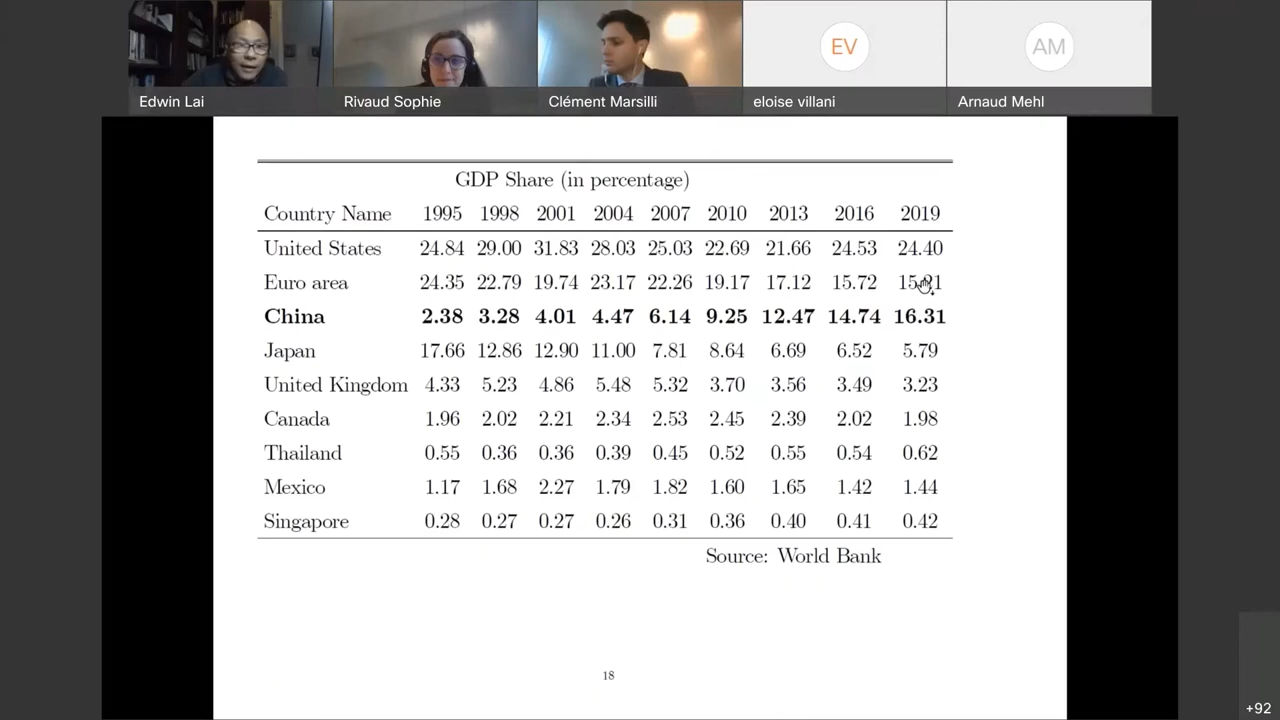 EV
AM
Edwin Lai
Rivaud Sophie
Clément Marsilli
eloise villani
Arnaud Mehl
GDP Share (in percentage)
Country Name 1995 1998 2001 2004 2007 2010 2013 2016 2019
United States 24.84 29.00 31.83 28.03 25.03 22.69 21.66 24.53 24.40
Euro area 24.35 22.79 19.74 23.17 22.26 19.17 17.12 15.72
China 2.38 3.28 4.01 4.47 6.14 9.25 12.47 14.74 16.31
Japan 17.66 12.86 12.90 11.00 7.81 8.64 6.69 6.52 5.79
United Kingdom 4.33 5.23 4.86 5.48 5.32 3.70 3.56 3.49 3.23
Canada 1.96 2.02 2.21 2.34 2.53 2.45 2.39 2.02 1.98
Thailand 0.55 0.36 0.36 0.39 0.45 0.52 0.55 0.54 0.62
Mexico 1.17 1.68 2.27 1.79 1.82 1.60 1.65 1.42 1.44
Singapore 0.28 0.27 0.27 0.26 0.31 0.36 0.40 0.41 0.42
Source: World Bank
18
+92